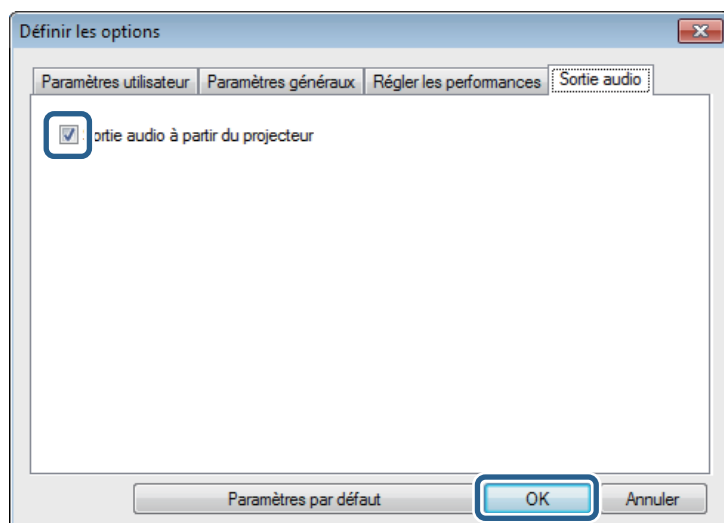 Définir les options
Paramètres utilisateur Paramètres généraux Régler les performances Sortie audio
ortie audio à partir du projecteur
Paramètres par défaut OK Annuler